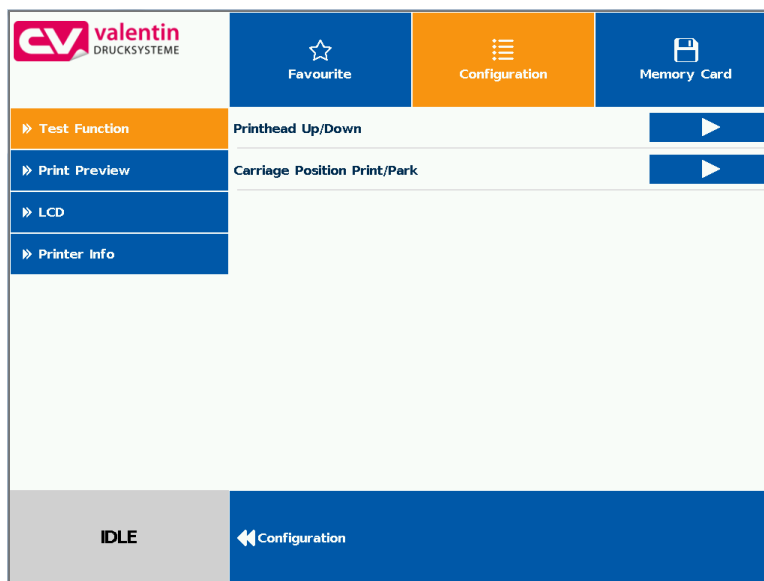 valentin
DRUCKSYSTEME
Favourite
Configuration
Memory Card
Test Function
Printhead Up/Down
Print Preview
Carriage Position Print/Park
LCD
Printer Info
IDLE
Configuration